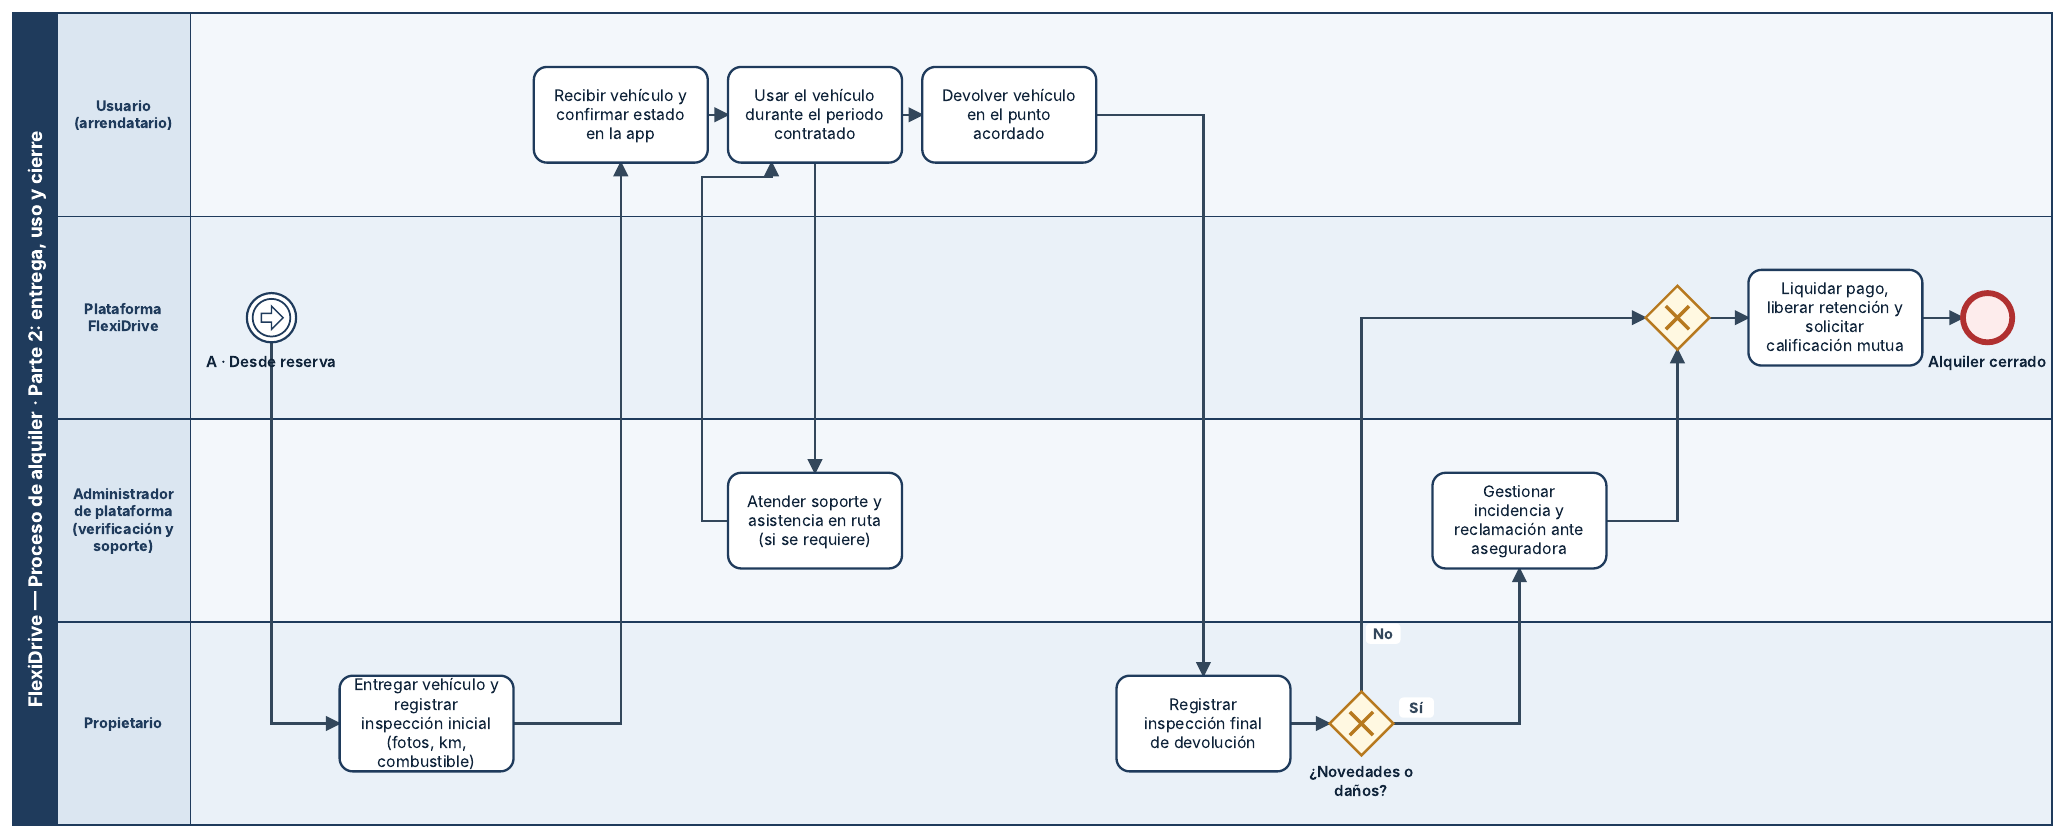 FlexiDrive — Proceso de alquiler · Parte 2: entrega, uso y cierre
Usuario
(arrendatario)
Recibir vehículo y
confirmar estado
en la app
Usar el vehículo
durante el periodo
contratado
Devolver vehículo
en el punto
acordado
Plataforma
FlexiDrive
A · Desde reserva
Liquidar pago,
liberar retención y
solicitar
calificación mutua
Alquiler cerrado
Administrador
de plataforma
(verificación y
soporte)
Atender soporte y
asistencia en ruta
(si se requiere)
Gestionar
incidencia y
reclamación ante
aseguradora
Propietario
Entregar vehículo y
registrar
inspección inicial
(fotos, km,
combustible)
Registrar
inspección final
de devolución
No
Sí
¿Novedades o
daños?